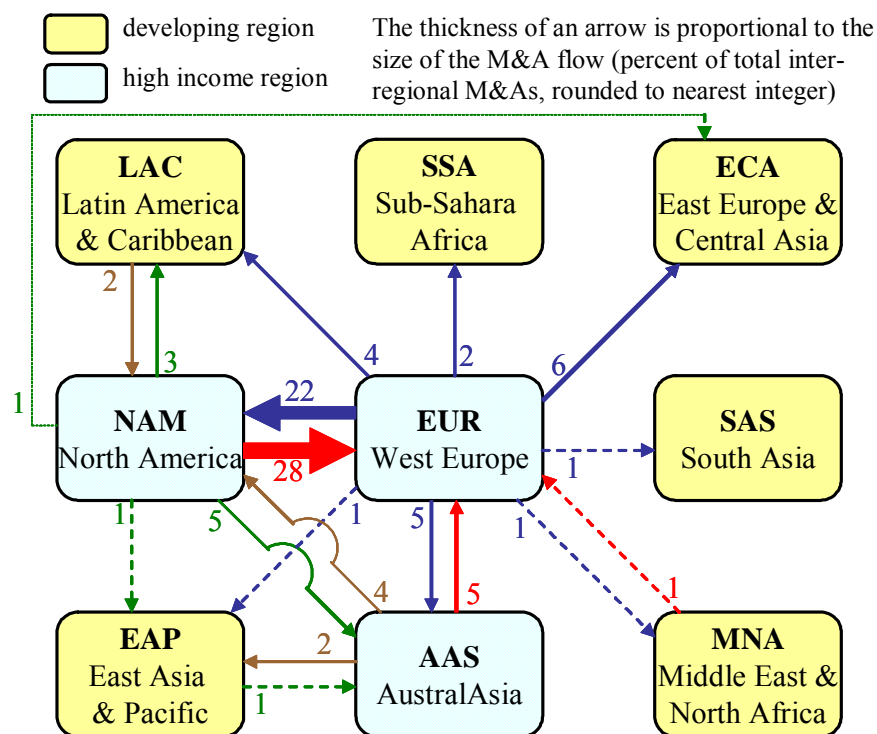 developing region
high income region
The thickness of an arrow is proportional to the
size of the M&A flow (percent of total inter-
regional M&As, rounded to nearest integer)
LAC
Latin America
& Caribbean
SSA
Sub-Sahara
Africa
ECA
East Europe &
Central Asia
2
3
4
2
6
1
NAM
North America
22
28
EUR
West Europe
SAS
South Asia
1
1
5
1
5
1
4
5
1
EAP
East Asia
& Pacific
2
1
AAS
AustralAsia
MNA
Middle East &
North Africa